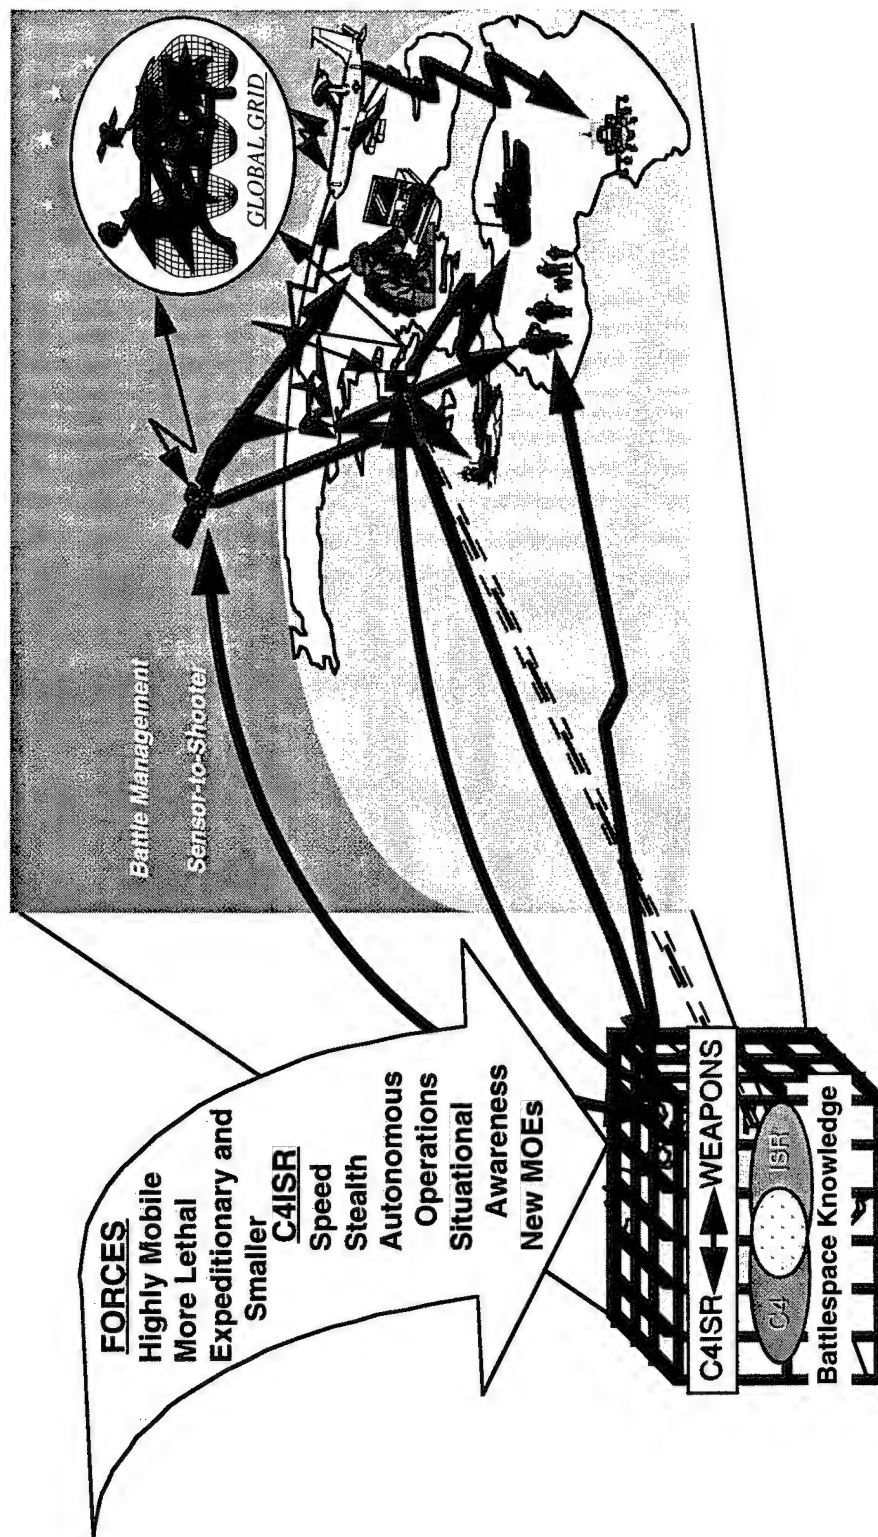 FORCES
Highly Mobile
More Lethal
Expeditionary and
Smaller
C4ISR
Speed
Stealth
Autonomous
Operations
Situational
Awareness
New MOEs
Battle Management
Sensor-to-Shooter
GLOBAL GRID
C4ISR WEAPONS
C4 ISR
Battlespace Knowledge